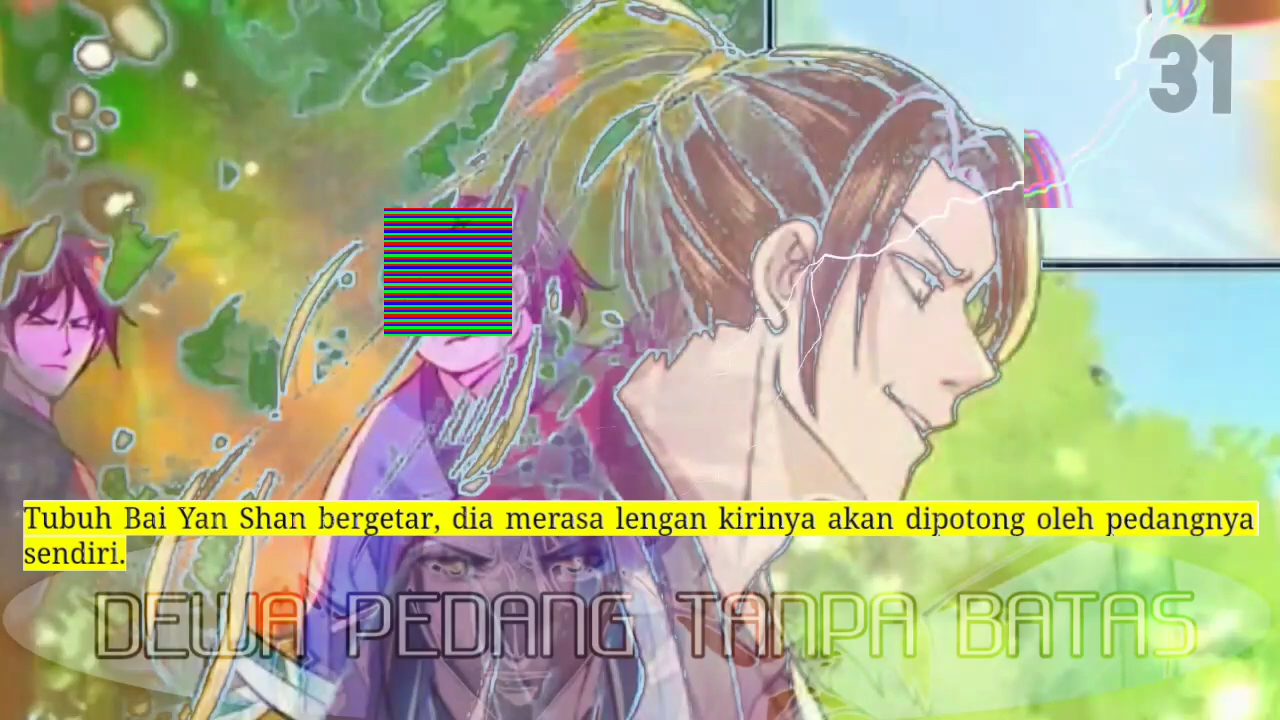 31
Tubuh Bai Yan Shan bergetar, dia merasa lengan kirinya akan dipotong oleh pedangnya
sendiri.
DEWA PEDANG TANPA BATAS